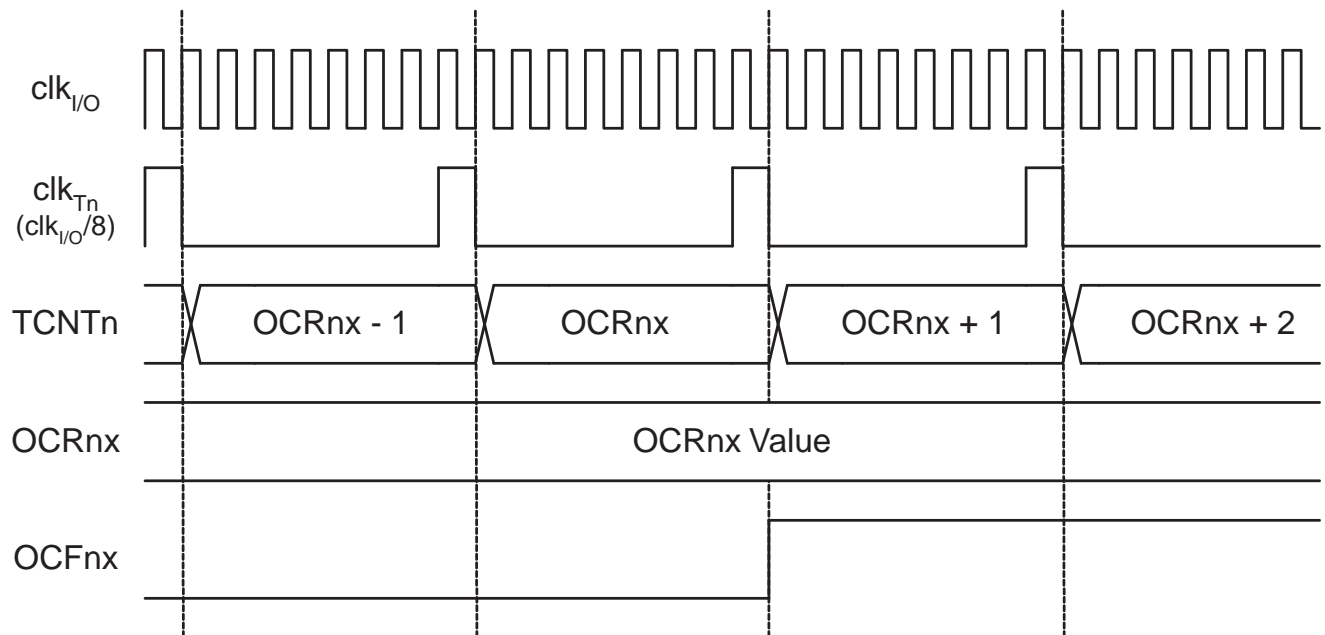 clkI/O
clkTn
(clkI/O/8)
TCNTn
OCRnx - 1
OCRnx
OCRnx + 1
OCRnx + 2
OCRnx
OCRnx Value
OCFnx